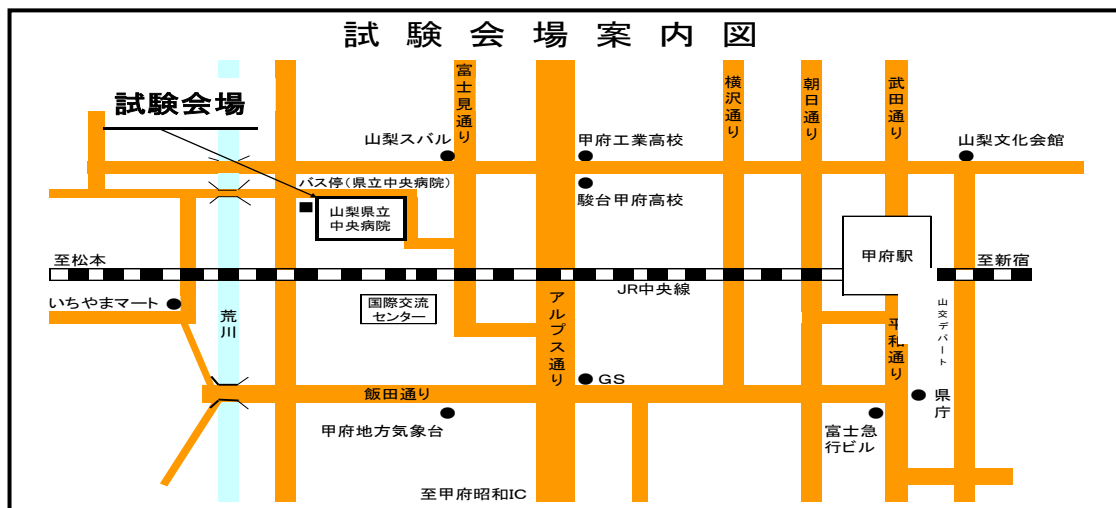 試験会場案内図
試験会場
富士見通り
横沢通り
朝日通り
武田通り
山梨スバル
甲府工業高校
山梨文化会館
バス停(県立中央病院)
駿台甲府高校
山梨県立
中央病院
甲府駅
至松本
至新宿
JR中央線
いちやまマート
荒川
国際交流
センター
アルプス通り
平和通り
山交デパート
GS
飯田通り
県庁
甲府地方気象台
富士急
行ビル
至甲府昭和IC